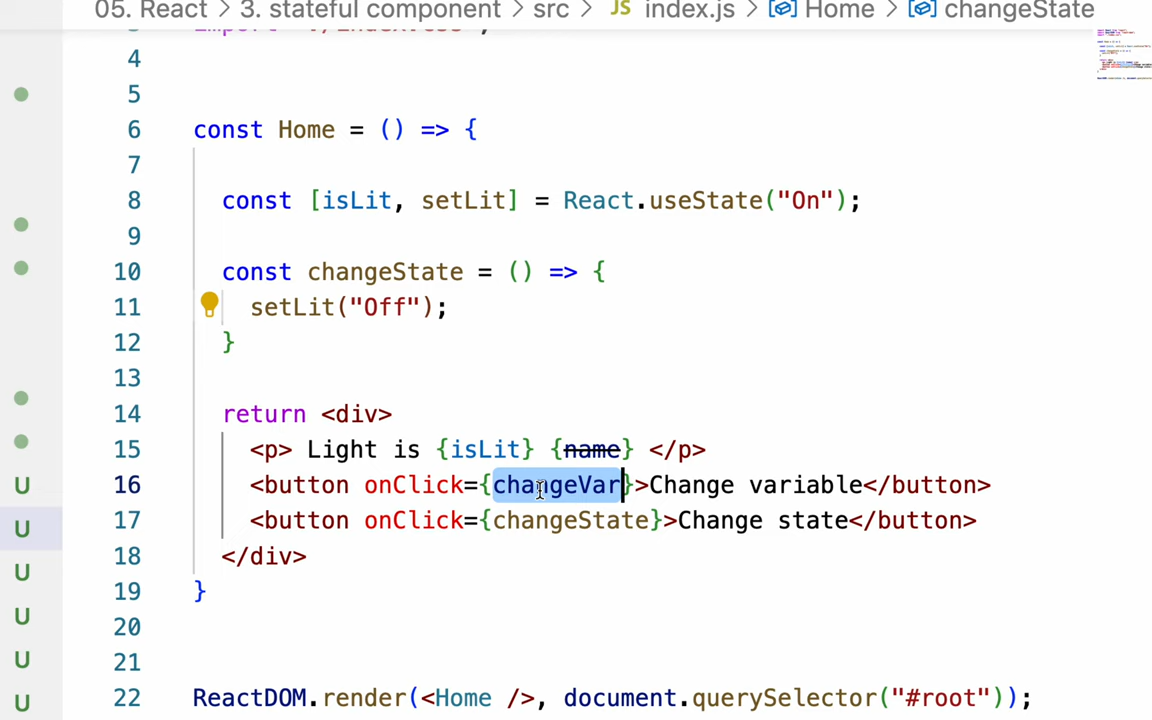 05. React > 3. stateful component > src > JS index.js > Home > changeState
4
5
6 const Home = () => {
7
8 const [isLit, setLit] = React.useState("On");
9
10 const changeState = () => {
11 setLit("Off");
12 }
13
14 return <div>
15 <p> Light is {isLit} {name} </p>
16 <button onClick={changeVar}>Change variable</button>
17 <button onClick={changeState}>Change state</button>
18 </div>
19 }
20
21
22 ReactDOM.render(<Home />, document.querySelector("#root"));
U
U
U
U
U
U